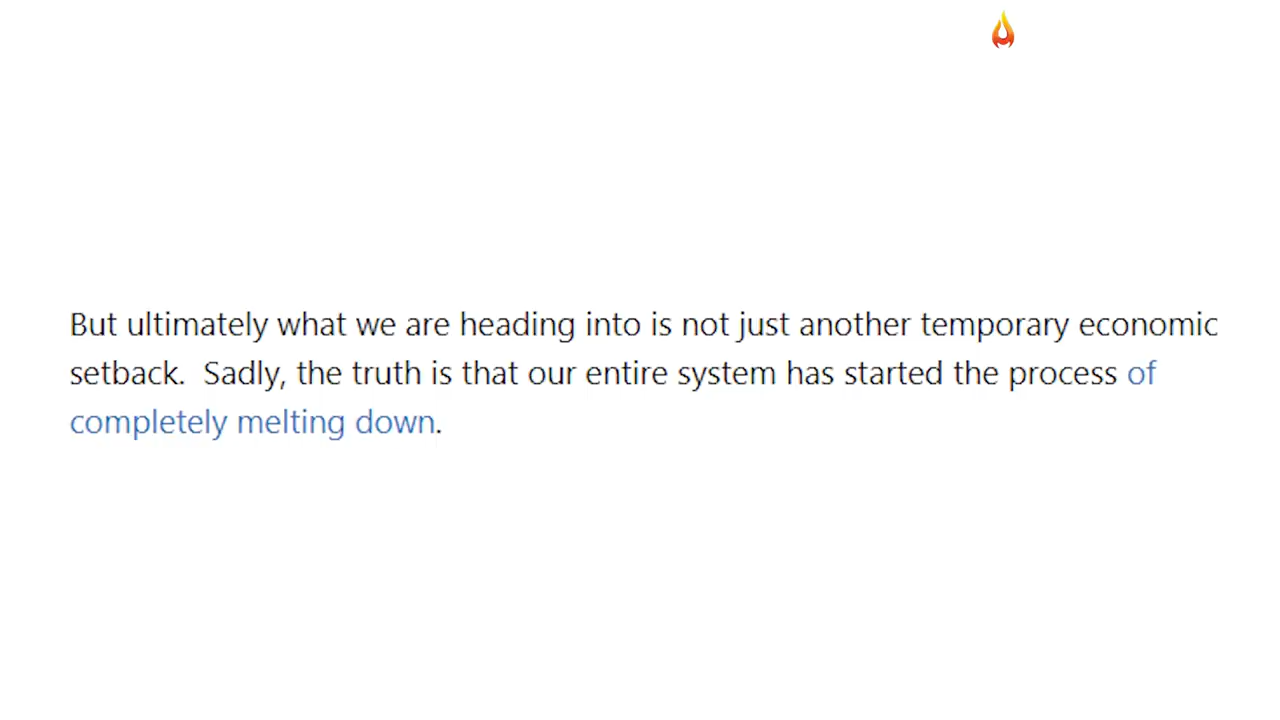 But ultimately what we are heading into is not just another temporary economic
setback.  Sadly, the truth is that our entire system has started the process of
completely melting down.